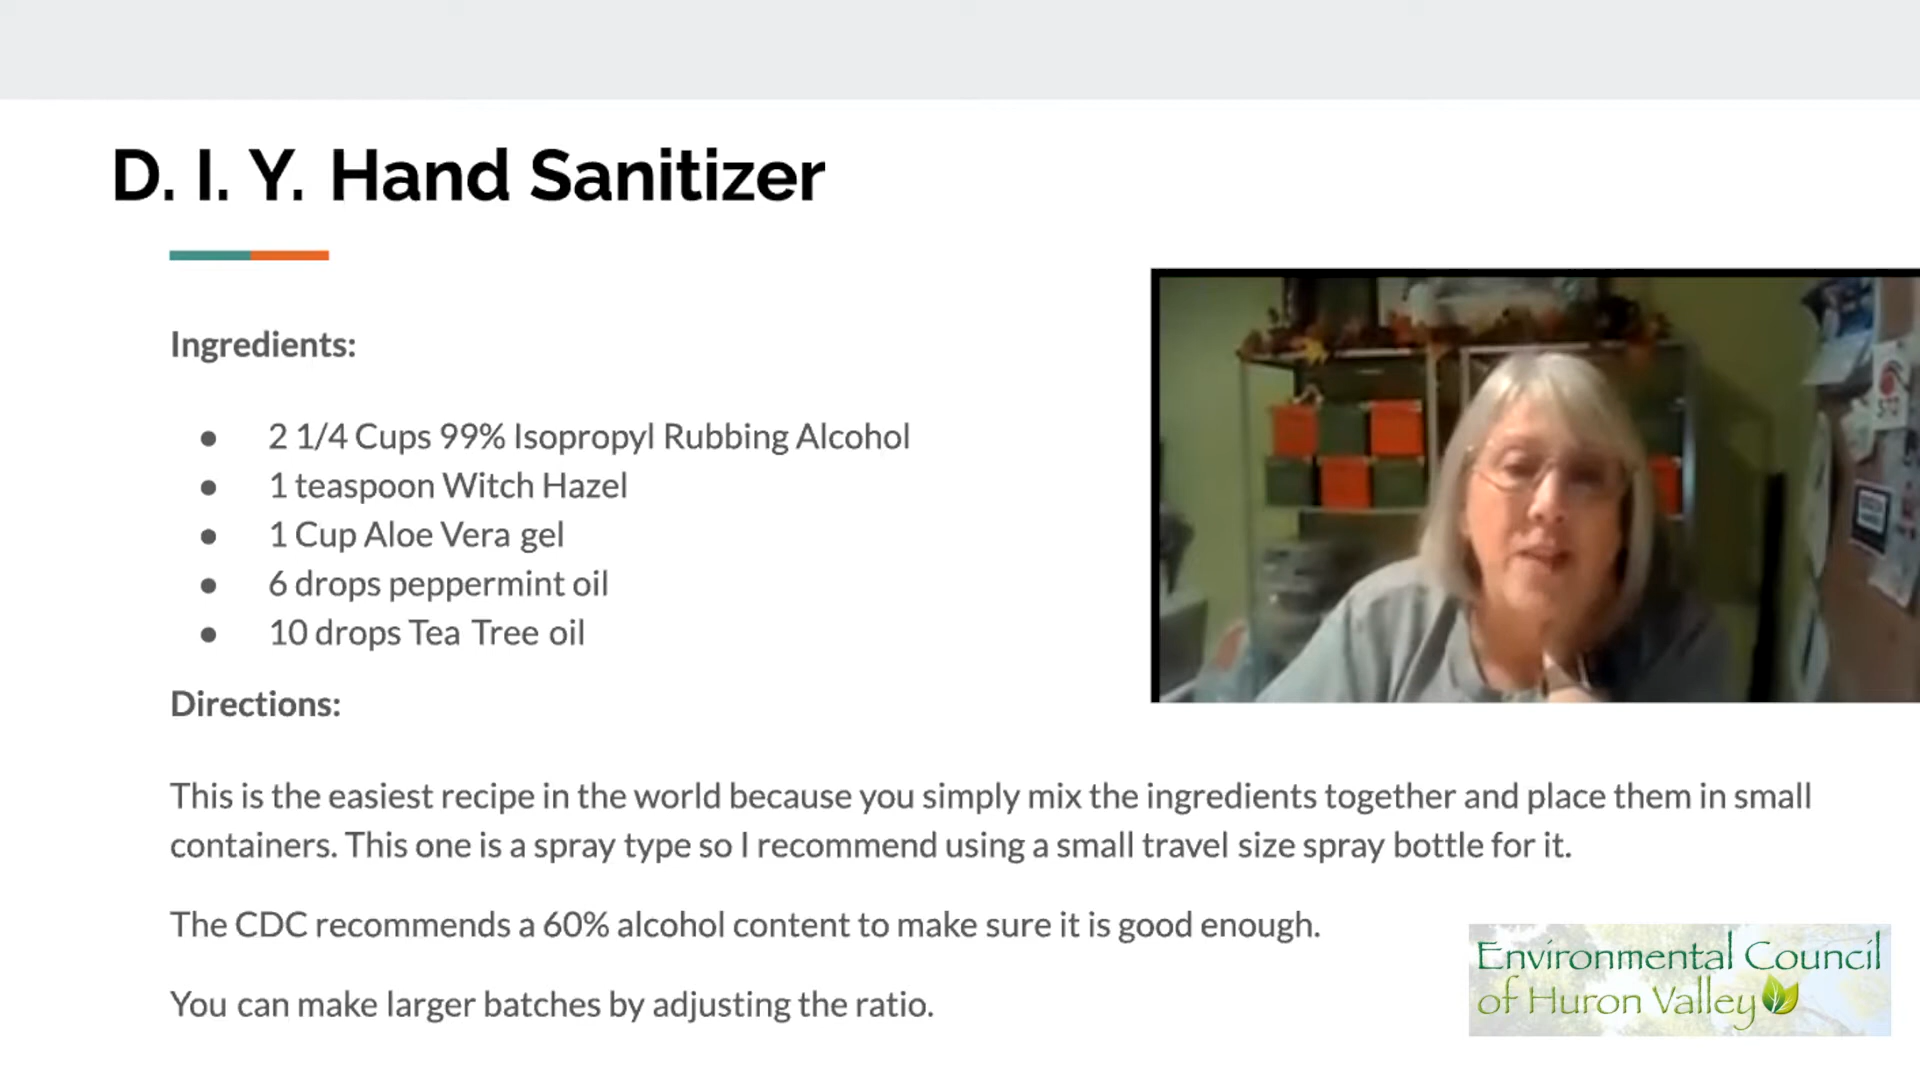 D. I. Y. Hand Sanitizer
Ingredients:
● 2 1/4 Cups 99% Isopropyl Rubbing Alcohol
● 1 teaspoon Witch Hazel
● 1 Cup Aloe Vera gel
● 6 drops peppermint oil
● 10 drops Tea Tree oil
Directions:
This is the easiest recipe in the world because you simply mix the ingredients together and place them in small
containers. This one is a spray type so I recommend using a small travel size spray bottle for it.
The CDC recommends a 60% alcohol content to make sure it is good enough.
You can make larger batches by adjusting the ratio.
Environmental Council
of Huron Valley